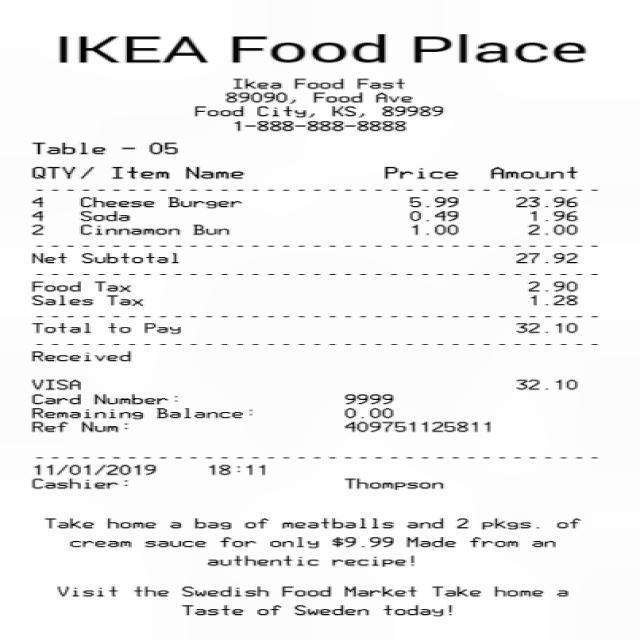 IKEA Food Place
Ikea Food Fast
89090, Food Ave
Food City, KS, 89989
1-888-888-8888
Table - 05
QTY/ Item Name Price Amount
4 Cheese Burger 5.99 23.96
4 Soda 0.49 1.96
2 Cinnamon Bun 1.00 2.00
Net Subtotal 27.92
Food Tax 2.90
Sales Tax 1.28
Total to Pay 32.10
Received
VISA 32.10
Card Number: 9999
Remaining Balance: 0.00
Ref Num: 409751125811
11/01/2019 18:11
Cashier: Thompson
Take home a bag of meatballs and 2 pkgs. of
cream sauce for only $9.99 Made from an
authentic recipe!
Visit the Swedish Food Market Take home a
Taste of Sweden today!